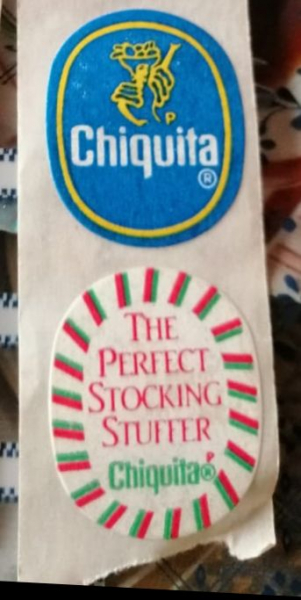 P
Chiquita
®
THE
PERFECT
STOCKING
STUFFER
P
Chiquita®